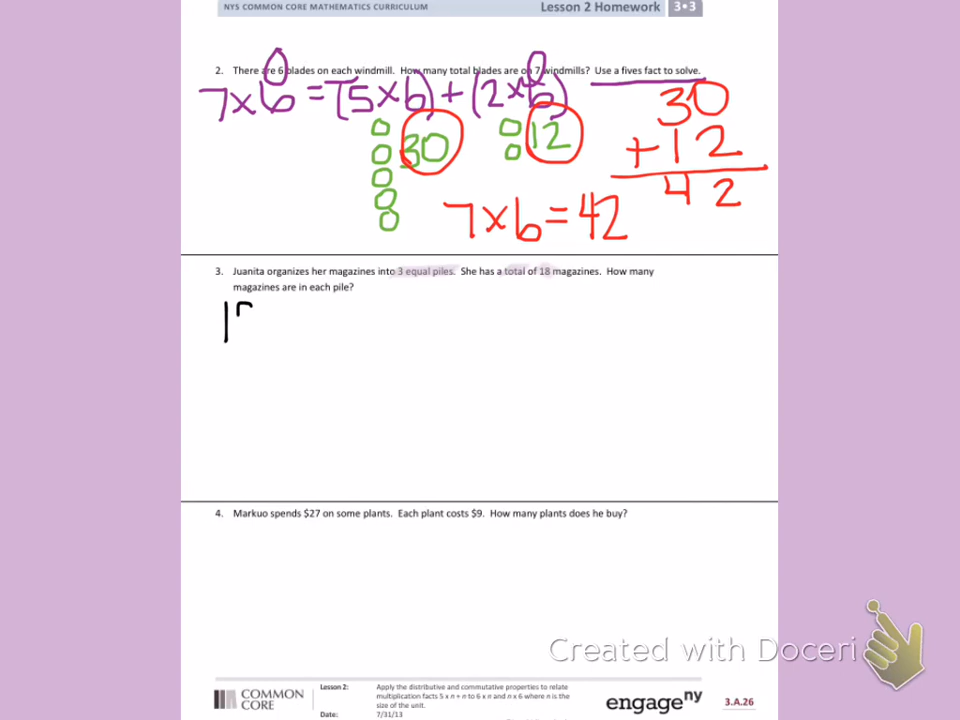 NYS COMMON CORE MATHEMATICS CURRICULUM Lesson 2 Homework 3•3
2. There are 6 blades on each windmill. How many total blades are on 7 windmills? Use a fives fact to solve.
7 x 6 = (5 x 6) + (2 x 6)
30
+ 12
42
30 12
7 x 6 = 42
3. Juanita organizes her magazines into 3 equal piles. She has a total of 18 magazines. How many
magazines are in each pile?
4. Markuo spends $27 on some plants. Each plant costs $9. How many plants does he buy?
Created with Doceri
COMMON
CORE
Lesson 2: Apply the distributive and commutative properties to relate
multiplication facts 5 x n + n to 6 x n and n x 6 where n is the
size of the unit.
Date: 7/31/13
engage ny
3.A.26